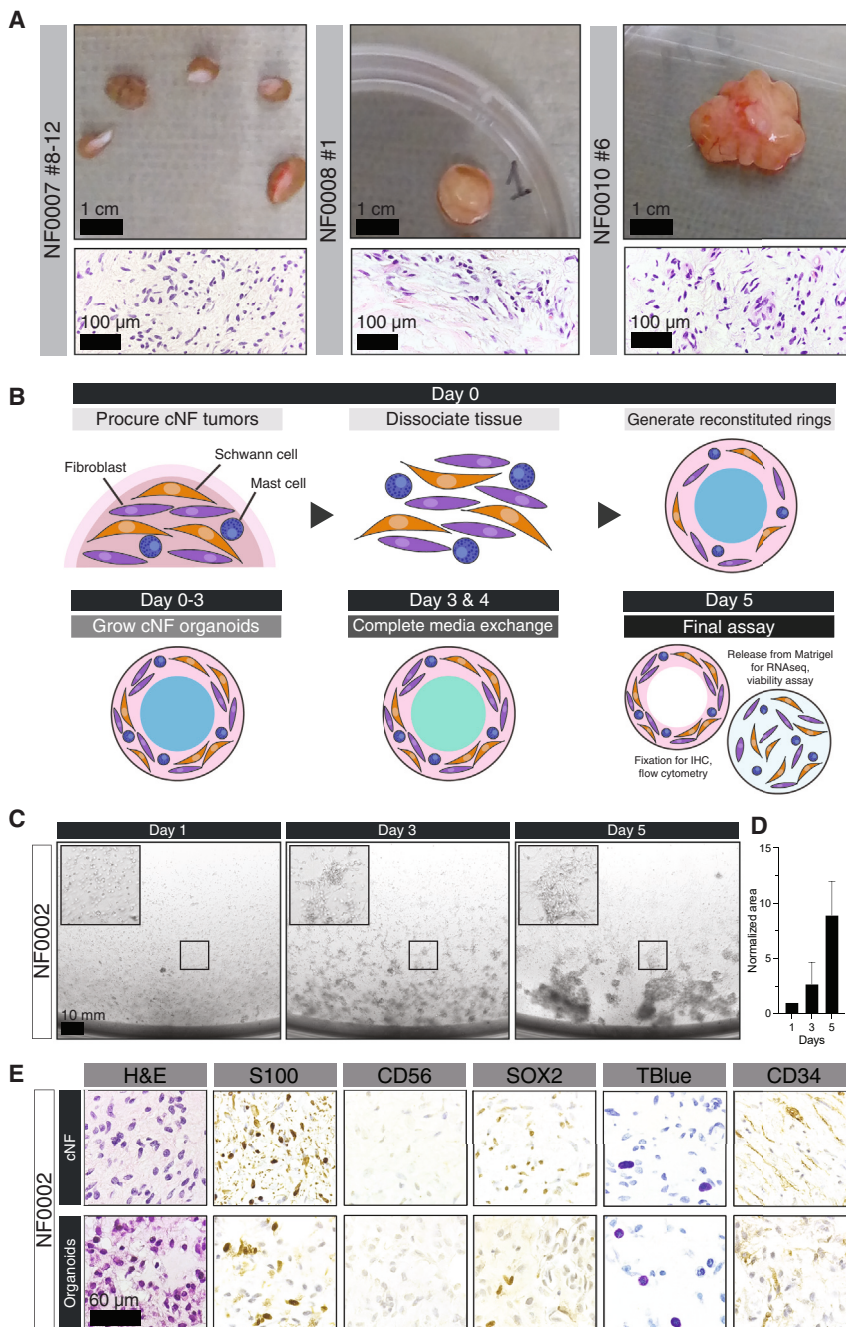 A
NF0007 #8-12
1 cm
100 µm
NF0008 #1
1
1 cm
100 µm
NF0010 #6
1 cm
100 µm
B
Day 0
Procure cNF tumors
Dissociate tissue
Generate reconstituted rings
Fibroblast
Schwann cell
Mast cell
Day 0-3
Grow cNF organoids
Day 3 & 4
Complete media exchange
Day 5
Final assay
Release from Matrigel
for RNAseq,
viability assay
Fixation for IHC,
flow cytometry
C
NF0002
Day 1
Day 3
Day 5
10 mm
D
Normalized area
15
10
5
0
1 3 5
Days
E
NF0002
H&E
S100
CD56
SOX2
TBlue
CD34
cNF
Organoids
60 µm